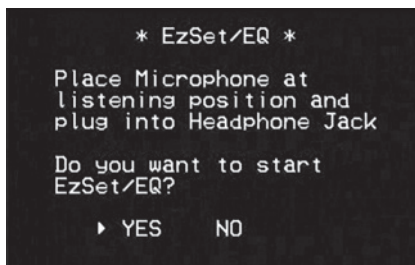 * EzSet/EQ *
Place Microphone at
listening position and
plug into Headphone Jack
Do you want to start
EzSet/EQ?
▸ YES NO